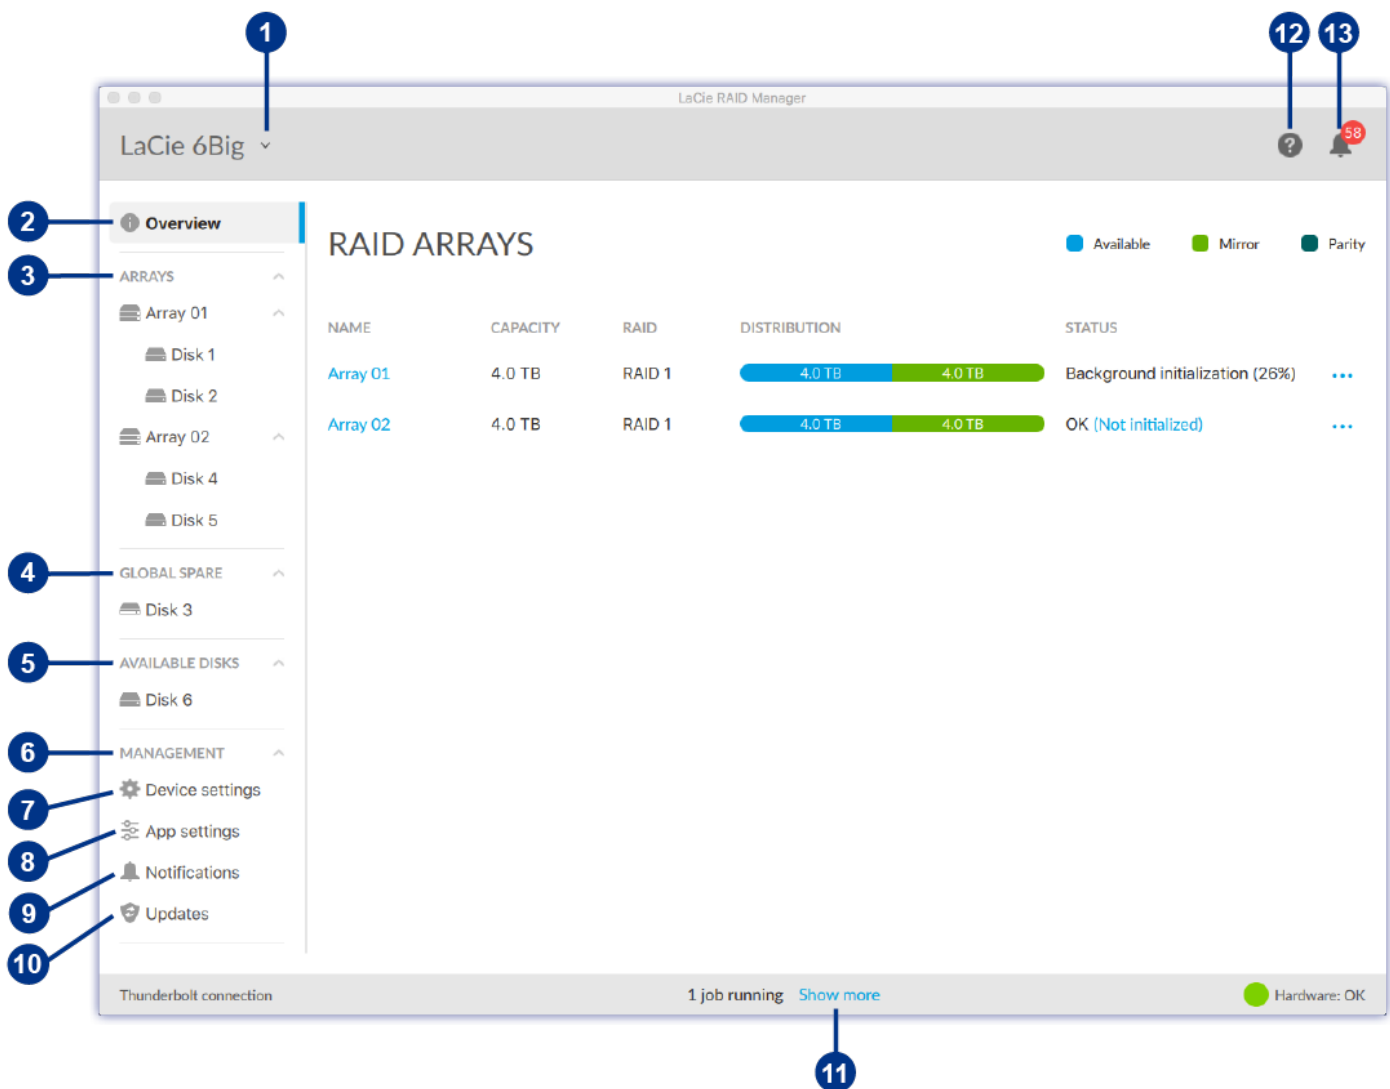 1
12 13
LaCie RAID Manager
LaCie 6Big
58
2
Overview
RAID ARRAYS
Available Mirror Parity
3
ARRAYS
Array 01
Disk 1
Disk 2
Array 02
Disk 4
Disk 5
NAME CAPACITY RAID DISTRIBUTION STATUS
Array 01 4.0 TB RAID 1 4.0 TB 4.0 TB Background initialization (26%)
Array 02 4.0 TB RAID 1 4.0 TB 4.0 TB OK (Not initialized)
4
GLOBAL SPARE
Disk 3
5
AVAILABLE DISKS
Disk 6
6
MANAGEMENT
7
Device settings
8
App settings
9
Notifications
10
Updates
Thunderbolt connection 1 job running Show more Hardware: OK
11